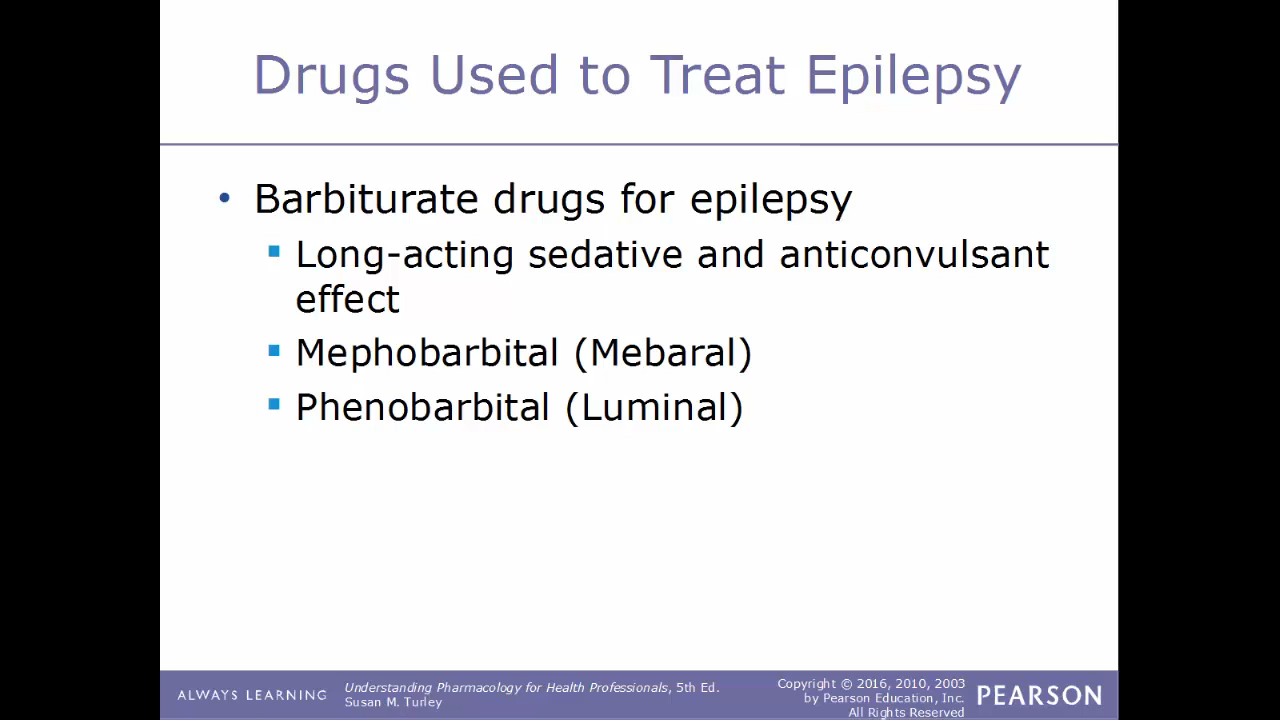 Drugs Used to Treat Epilepsy
• Barbiturate drugs for epilepsy
▪ Long-acting sedative and anticonvulsant
effect
▪ Mephobarbital (Mebaral)
▪ Phenobarbital (Luminal)
ALWAYS LEARNING
Understanding Pharmacology for Health Professionals, 5th Ed.
Susan M. Turley
Copyright © 2016, 2010, 2003
by Pearson Education, Inc.
All Rights Reserved
PEARSON